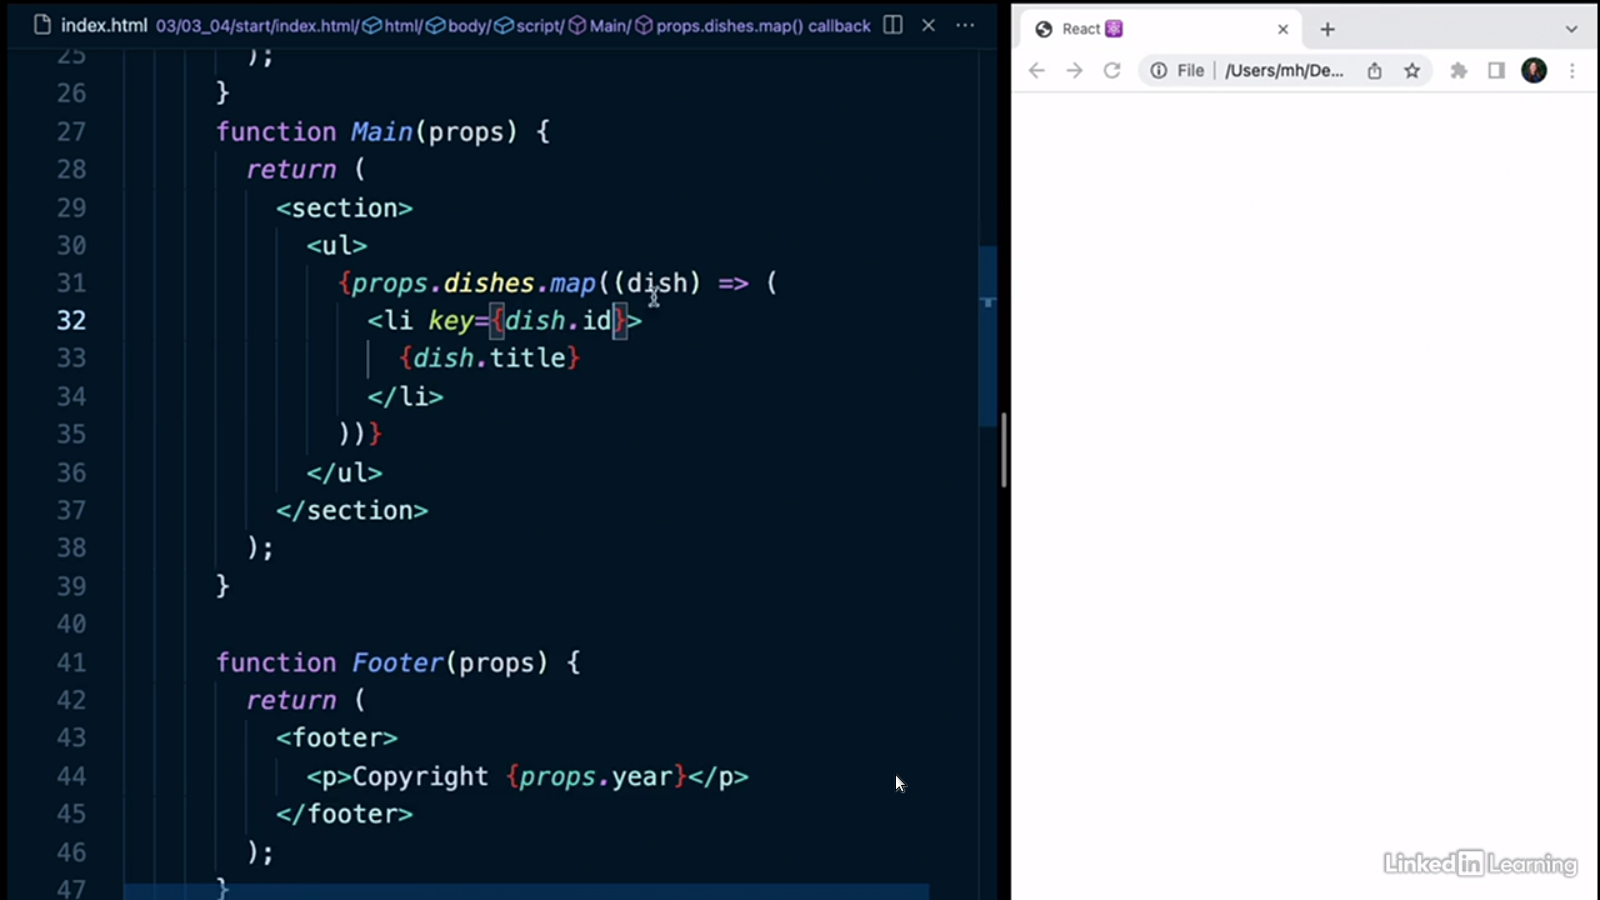 index.html 03/03_04/start/index.html/ html/ body/ script/ Main/ props.dishes.map() callback
25 );
26 }
27 function Main(props) {
28 return (
29 <section>
30 <ul>
31 {props.dishes.map((dish) => (
32 <li key={dish.id}>
33 {dish.title}
34 </li>
35 ))}
36 </ul>
37 </section>
38 );
39 }
40
41 function Footer(props) {
42 return (
43 <footer>
44 <p>Copyright {props.year}</p>
45 </footer>
46 );
47 }
React
File /Users/mh/De...
LinkedIn Learning